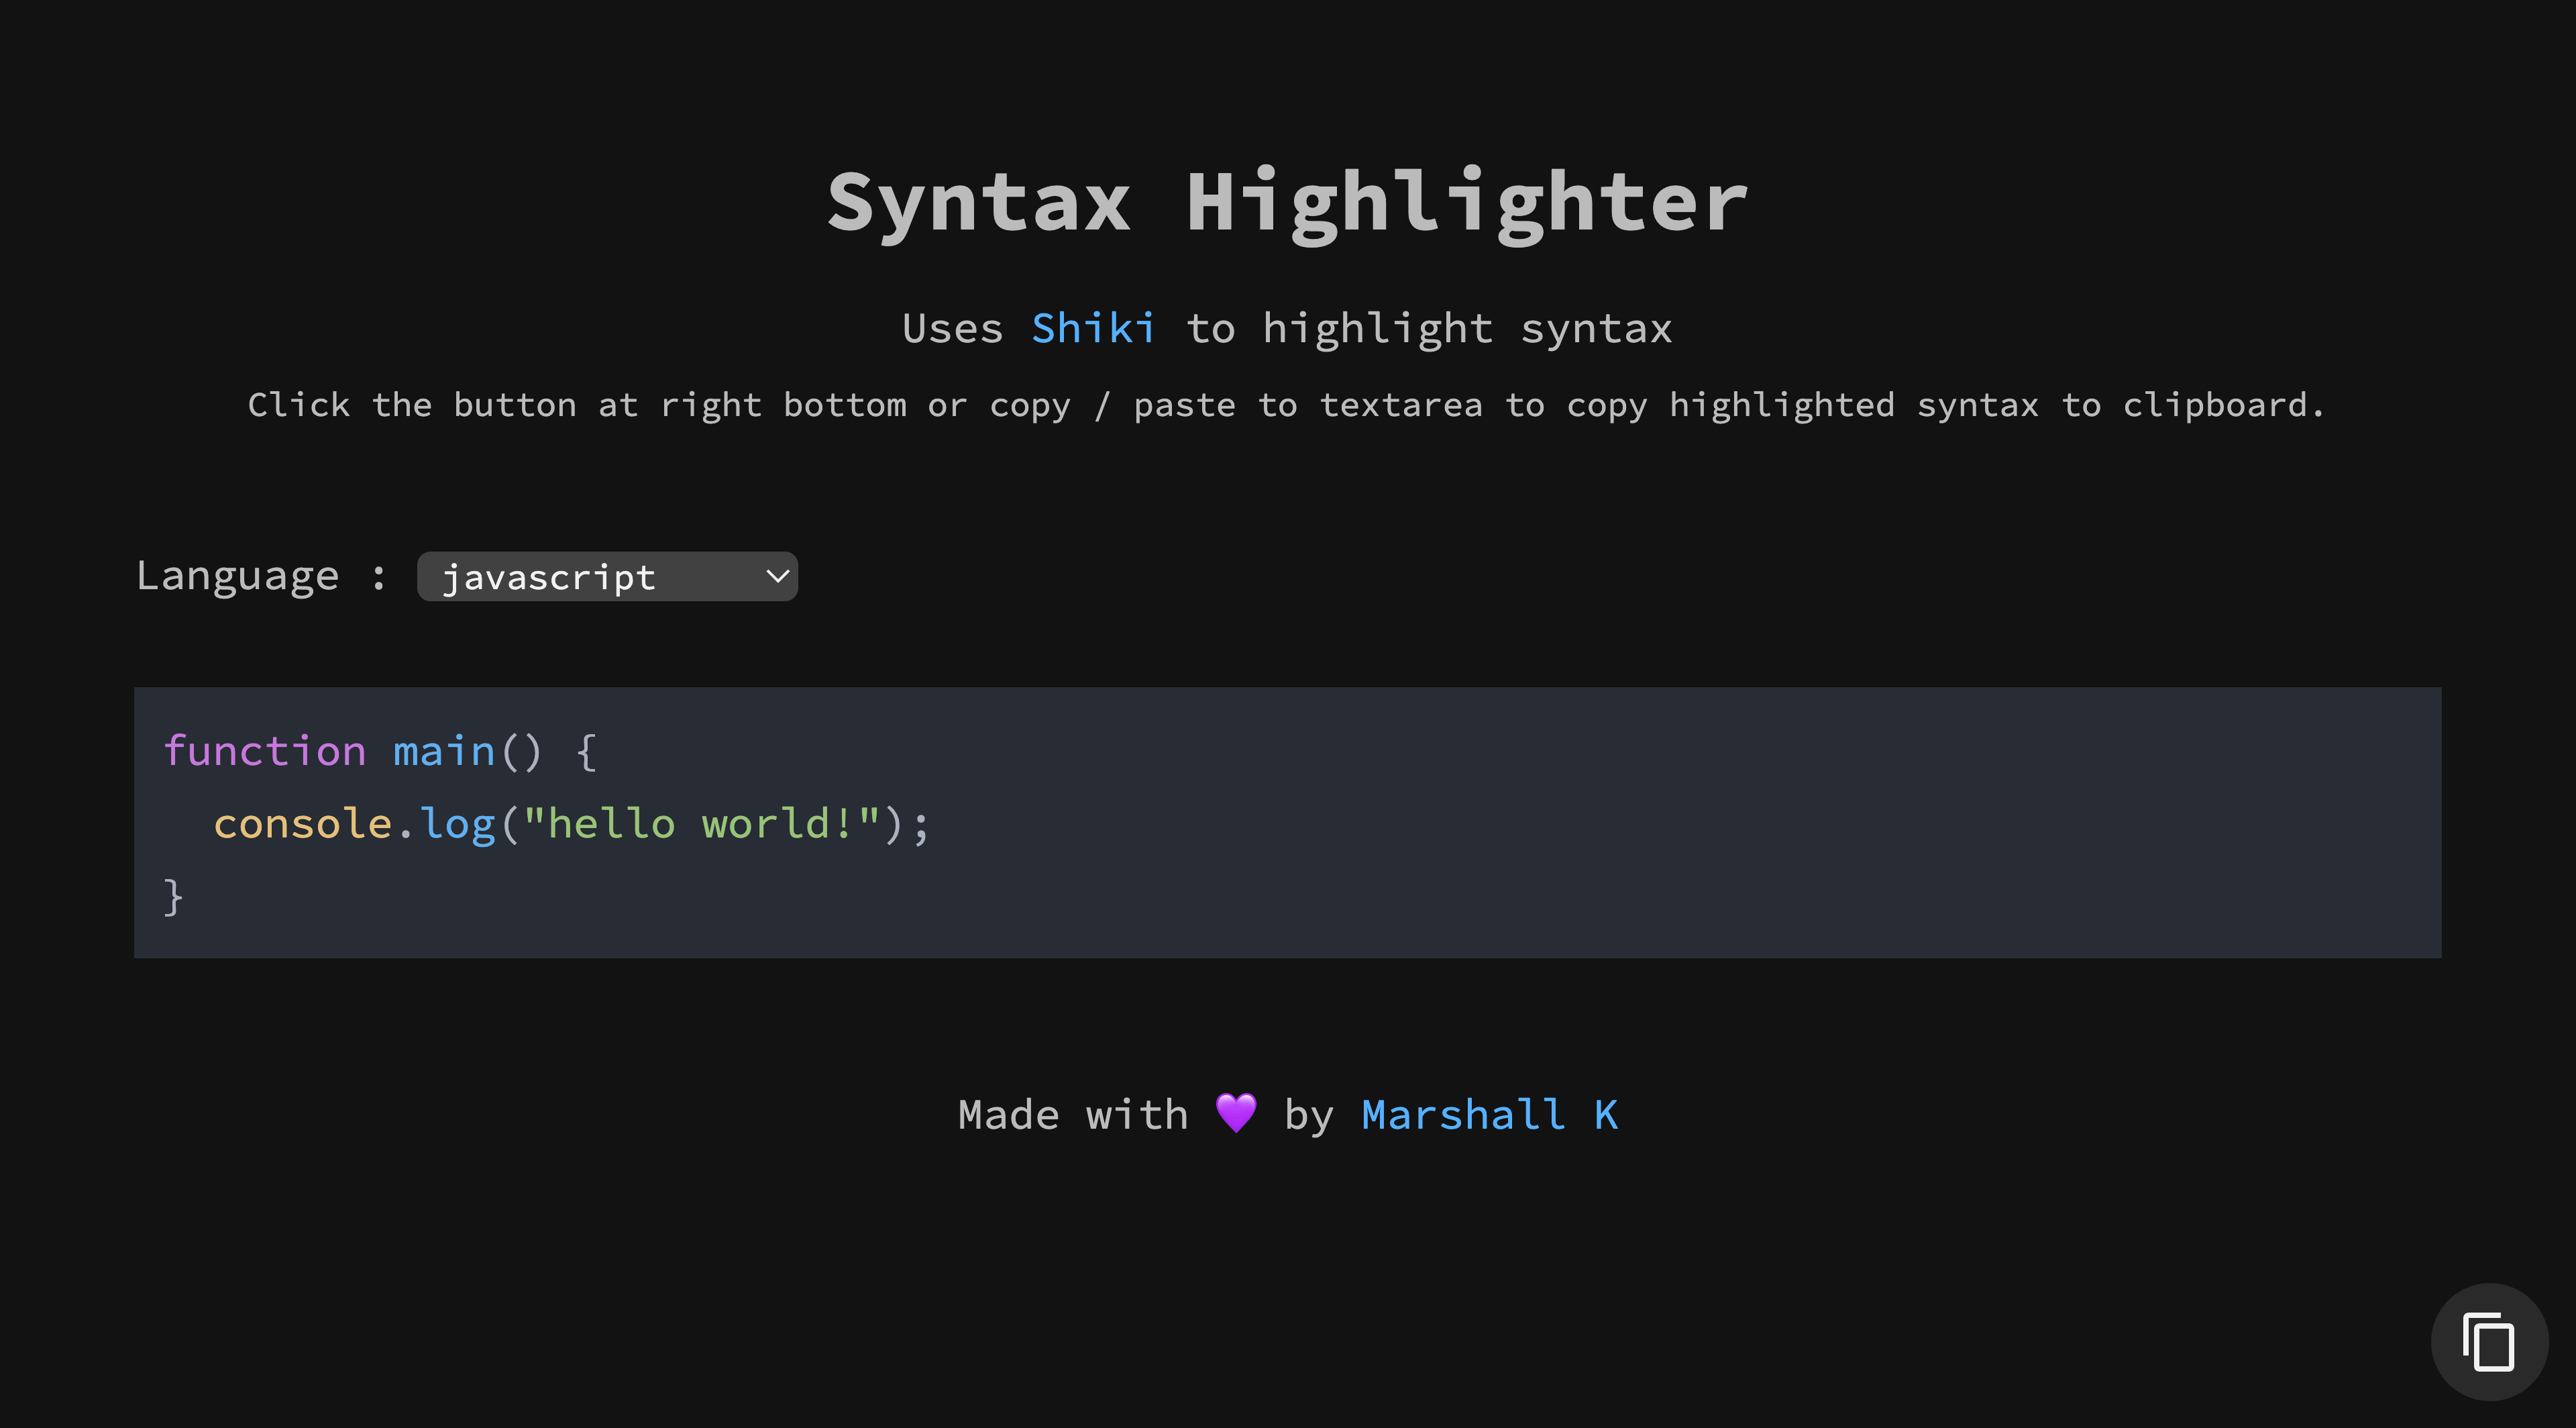 Syntax Highlighter
Uses Shiki to highlight syntax
Click the button at right bottom or copy / paste to textarea to copy highlighted syntax to clipboard.
Language : javascript
function main() {
  console.log("hello world!");
}
Made with 💜 by Marshall K